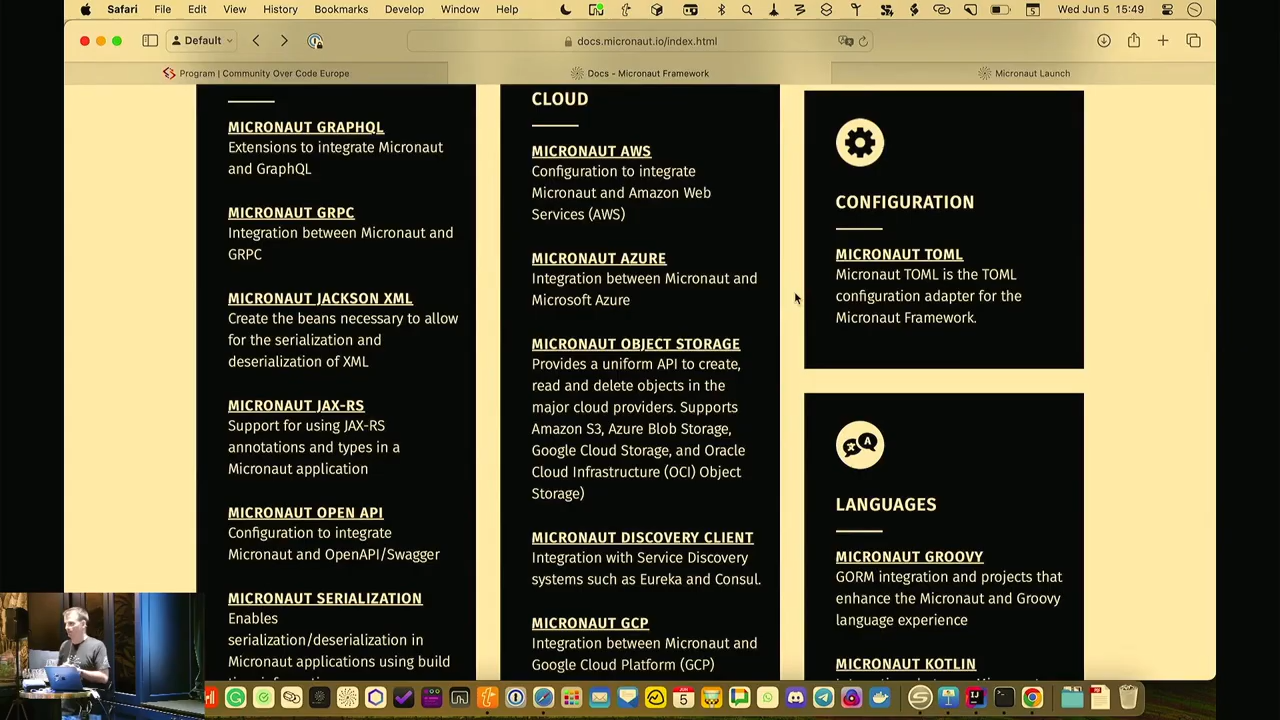 Safari File Edit View History Bookmarks Develop Window Help Wed Jun 5 15:49
Default
docs.micronaut.io/index.html
Program | Community Over Code Europe
Docs - Micronaut Framework
Micronaut Launch
MICRONAUT GRAPHQL
Extensions to integrate Micronaut
and GraphQL
MICRONAUT GRPC
Integration between Micronaut and
GRPC
MICRONAUT JACKSON XML
Create the beans necessary to allow
for the serialization and
deserialization of XML
MICRONAUT JAX-RS
Support for using JAX-RS
annotations and types in a
Micronaut application
MICRONAUT OPEN API
Configuration to integrate
Micronaut and OpenAPI/Swagger
MICRONAUT SERIALIZATION
Enables
serialization/deserialization in
Micronaut applications using build
CLOUD
MICRONAUT AWS
Configuration to integrate
Micronaut and Amazon Web
Services (AWS)
MICRONAUT AZURE
Integration between Micronaut and
Microsoft Azure
MICRONAUT OBJECT STORAGE
Provides a uniform API to create,
read and delete objects in the
major cloud providers. Supports
Amazon S3, Azure Blob Storage,
Google Cloud Storage, and Oracle
Cloud Infrastructure (OCI) Object
Storage)
MICRONAUT DISCOVERY CLIENT
Integration with Service Discovery
systems such as Eureka and Consul.
MICRONAUT GCP
Integration between Micronaut and
Google Cloud Platform (GCP)
CONFIGURATION
MICRONAUT TOML
Micronaut TOML is the TOML
configuration adapter for the
Micronaut Framework.
LANGUAGES
MICRONAUT GROOVY
GORM integration and projects that
enhance the Micronaut and Groovy
language experience
MICRONAUT KOTLIN